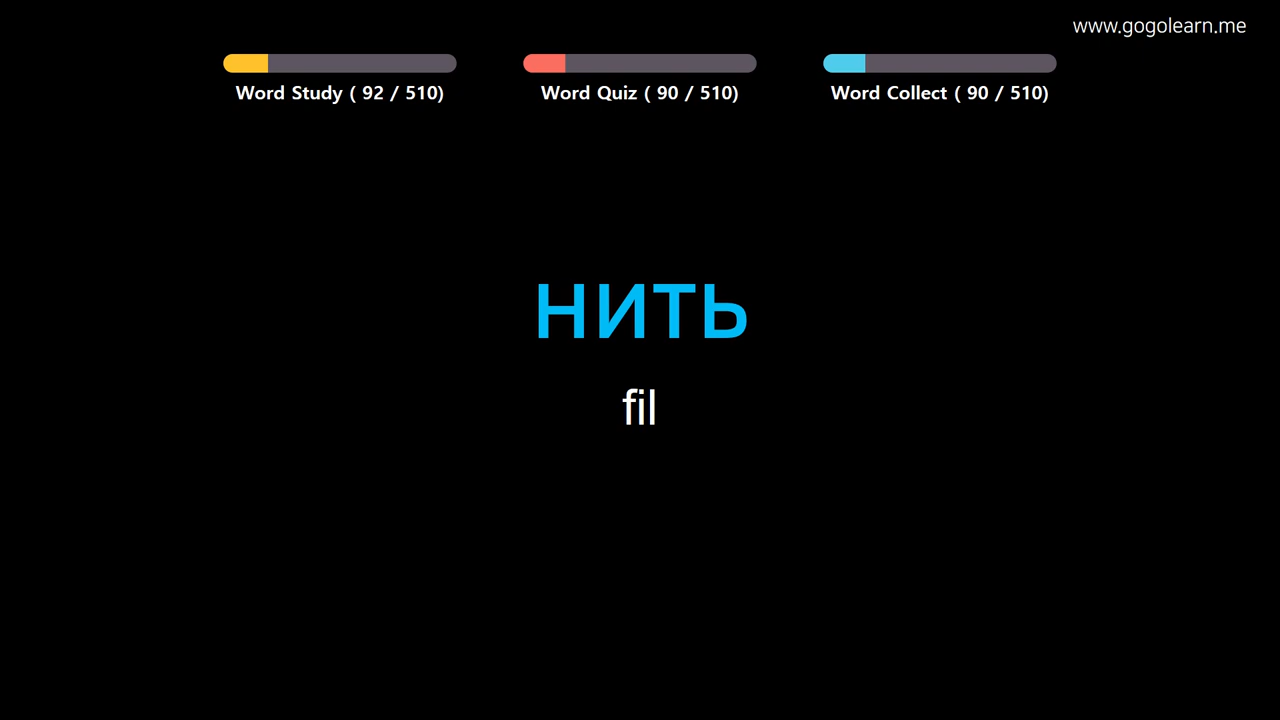 www.gogolearn.me
Word Study ( 92 / 510)
Word Quiz ( 90 / 510)
Word Collect ( 90 / 510)
нить
fil